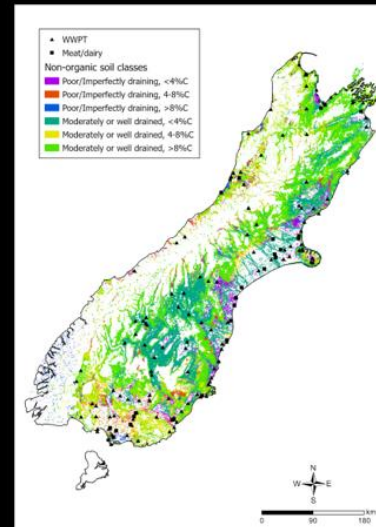 WWPT
Meat/dairy
Non-organic soil classes
Poor/Imperfectly draining, <4%C
Poor/Imperfectly draining, 4-8%C
Poor/Imperfectly draining, >8%C
Moderately or well drained, <4%C
Moderately or well drained, 4-8%C
Moderately or well drained, >8%C
N
W E
S
km
0 90 180